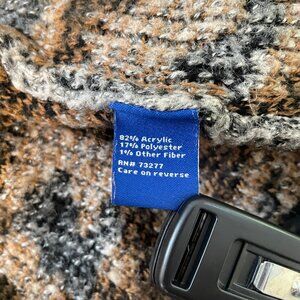 82% Acrylic
17% Polyester
1% Other Fiber
RN# 73277
Care on reverse